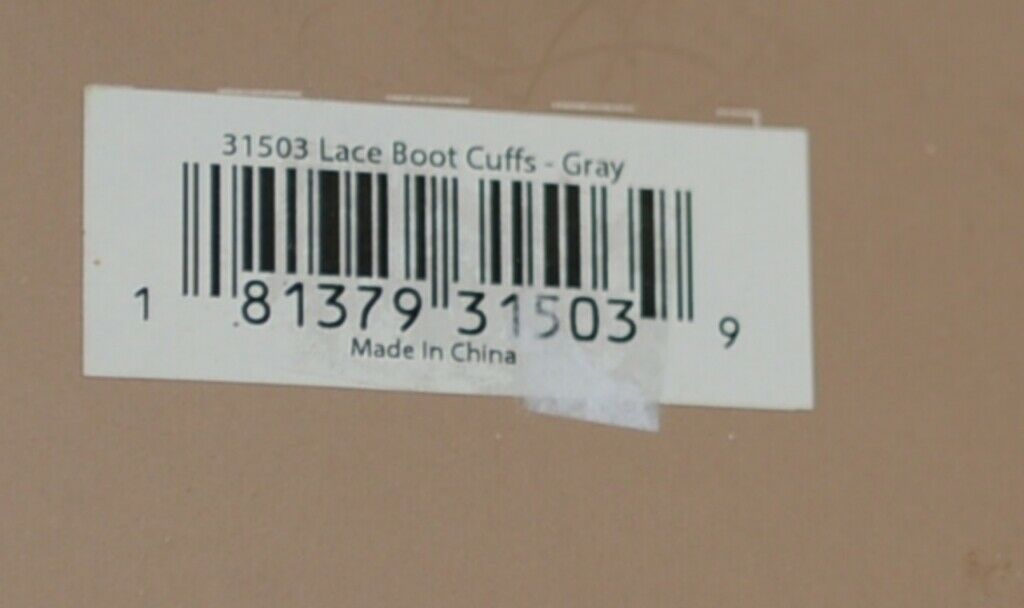 31503 Lace Boot Cuffs - Gray
1 81379 31503 9
Made In China